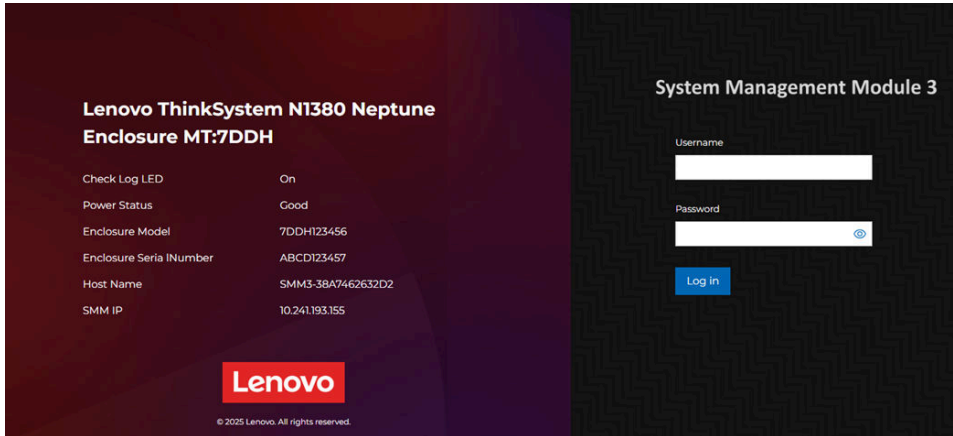 Lenovo ThinkSystem N1380 Neptune
Enclosure MT:7DDH
Check Log LED On
Power Status Good
Enclosure Model 7DDH123456
Enclosure Seria lNumber ABCD123457
Host Name SMM3-38A7462632D2
SMM IP 10.241.193.155
Lenovo
© 2025 Lenovo. All rights reserved.
System Management Module 3
Username
Password
Log in